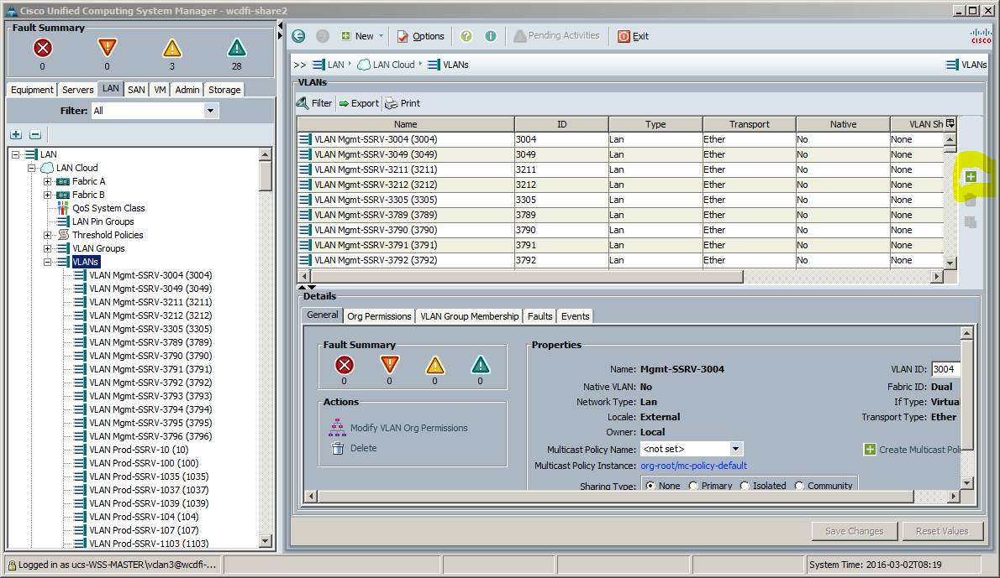 Cisco Unified Computing System Manager - wcdfi-share2
Fault Summary
0 0 3 28
Equipment Servers LAN SAN VM Admin Storage
Filter: All
LAN
LAN Cloud
Fabric A
Fabric B
QoS System Class
LAN Pin Groups
Threshold Policies
VLAN Groups
VLANs
VLAN Mgmt-SSRV-3004 (3004)
VLAN Mgmt-SSRV-3049 (3049)
VLAN Mgmt-SSRV-3211 (3211)
VLAN Mgmt-SSRV-3212 (3212)
VLAN Mgmt-SSRV-3305 (3305)
VLAN Mgmt-SSRV-3789 (3789)
VLAN Mgmt-SSRV-3790 (3790)
VLAN Mgmt-SSRV-3791 (3791)
VLAN Mgmt-SSRV-3792 (3792)
VLAN Mgmt-SSRV-3793 (3793)
VLAN Mgmt-SSRV-3794 (3794)
VLAN Mgmt-SSRV-3795 (3795)
VLAN Mgmt-SSRV-3796 (3796)
VLAN Prod-SSRV-10 (10)
VLAN Prod-SSRV-100 (100)
VLAN Prod-SSRV-1035 (1035)
VLAN Prod-SSRV-1037 (1037)
VLAN Prod-SSRV-1039 (1039)
VLAN Prod-SSRV-104 (104)
VLAN Prod-SSRV-107 (107)
VLAN Prod-SSRV-1103 (1103)
New Options ? i Pending Activities Exit
cisco
>> LAN LAN Cloud VLANs VLANs
VLANs
Filter Export Print
Name ID Type Transport Native VLAN Sh
VLAN Mgmt-SSRV-3004 (3004) 3004 Lan Ether No None
VLAN Mgmt-SSRV-3049 (3049) 3049 Lan Ether No None
VLAN Mgmt-SSRV-3211 (3211) 3211 Lan Ether No None
VLAN Mgmt-SSRV-3212 (3212) 3212 Lan Ether No None
VLAN Mgmt-SSRV-3305 (3305) 3305 Lan Ether No None
VLAN Mgmt-SSRV-3789 (3789) 3789 Lan Ether No None
VLAN Mgmt-SSRV-3790 (3790) 3790 Lan Ether No None
VLAN Mgmt-SSRV-3791 (3791) 3791 Lan Ether No None
VLAN Mgmt-SSRV-3792 (3792) 3792 Lan Ether No None
Details
General Org Permissions VLAN Group Membership Faults Events
Fault Summary
0 0 0 0
Actions
Modify VLAN Org Permissions
Delete
Properties
Name: Mgmt-SSRV-3004 VLAN ID: 3004
Native VLAN: No Fabric ID: Dual
Network Type: Lan If Type: Virtual
Locale: External Transport Type: Ether
Owner: Local
Multicast Policy Name: <not set> Create Multicast Poli
Multicast Policy Instance: org-root/mc-policy-default
Sharing Type: None Primary Isolated Community
Save Changes Reset Values
Logged in as ucs-WSS-MASTER\vclan3@wcdfi-... System Time: 2016-03-02T08:19